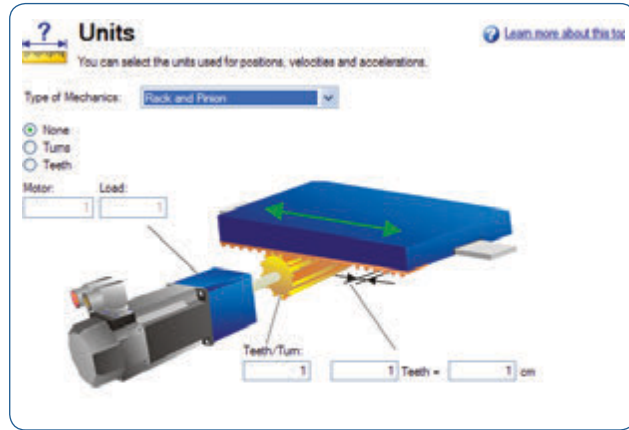 ?
Units
Learn more about this top
You can select the units used for positions, velocities and accelerations.
Type of Mechanics: Rack and Pinion
None
Turns
Teeth
Motor: Load:
1 1
Teeth/Turn:
1 1 Teeth = 1 cm